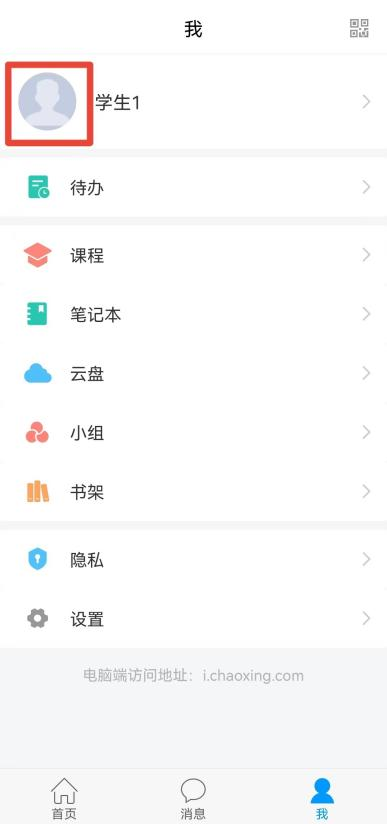 我
学生1
待办
课程
笔记本
云盘
小组
书架
隐私
设置
电脑端访问地址：i.chaoxing.com
首页
消息
我